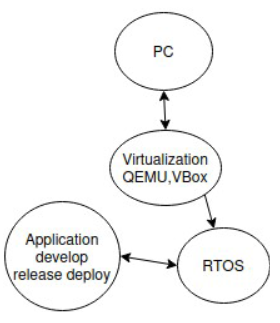 PC
Virtualization
QEMU,VBox
Application
develop
release deploy
RTOS